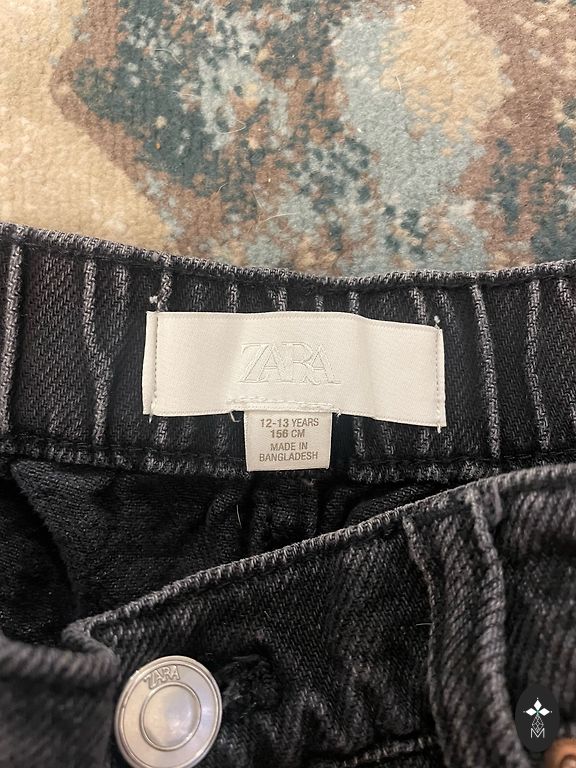 ZARA
12-13 YEARS
156 CM
MADE IN
BANGLADESH
ZARA
M